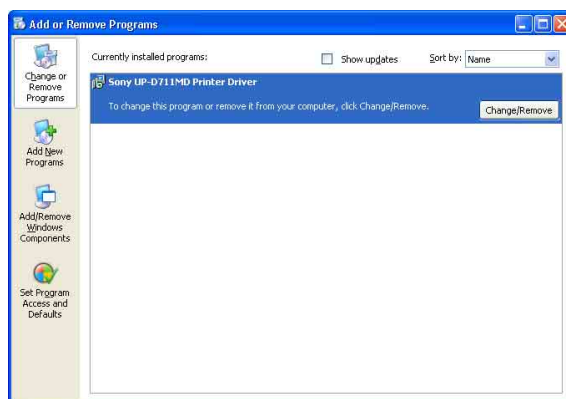 Add or Remove Programs
Change or
Remove
Programs
Add New
Programs
Add/Remove
Windows
Components
Set Program
Access and
Defaults
Currently installed programs:
Show updates
Sort by: Name
Sony UP-D711MD Printer Driver
To change this program or remove it from your computer, click Change/Remove.
Change/Remove